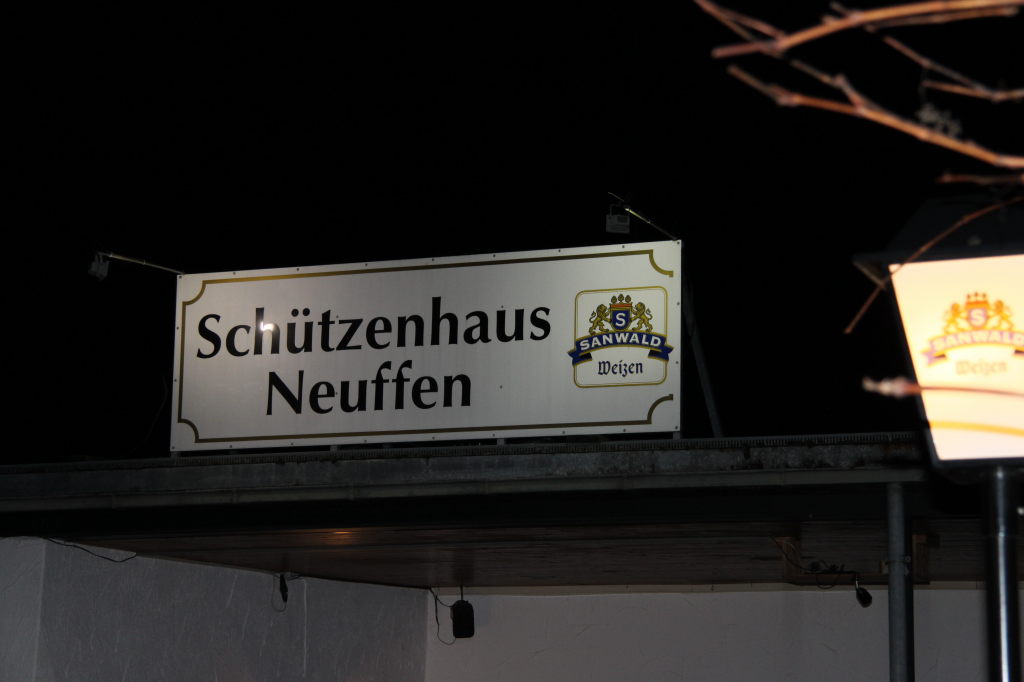 Schützenhaus
Neuffen
S
SANWALD
Weizen
SANWALD
Weizen